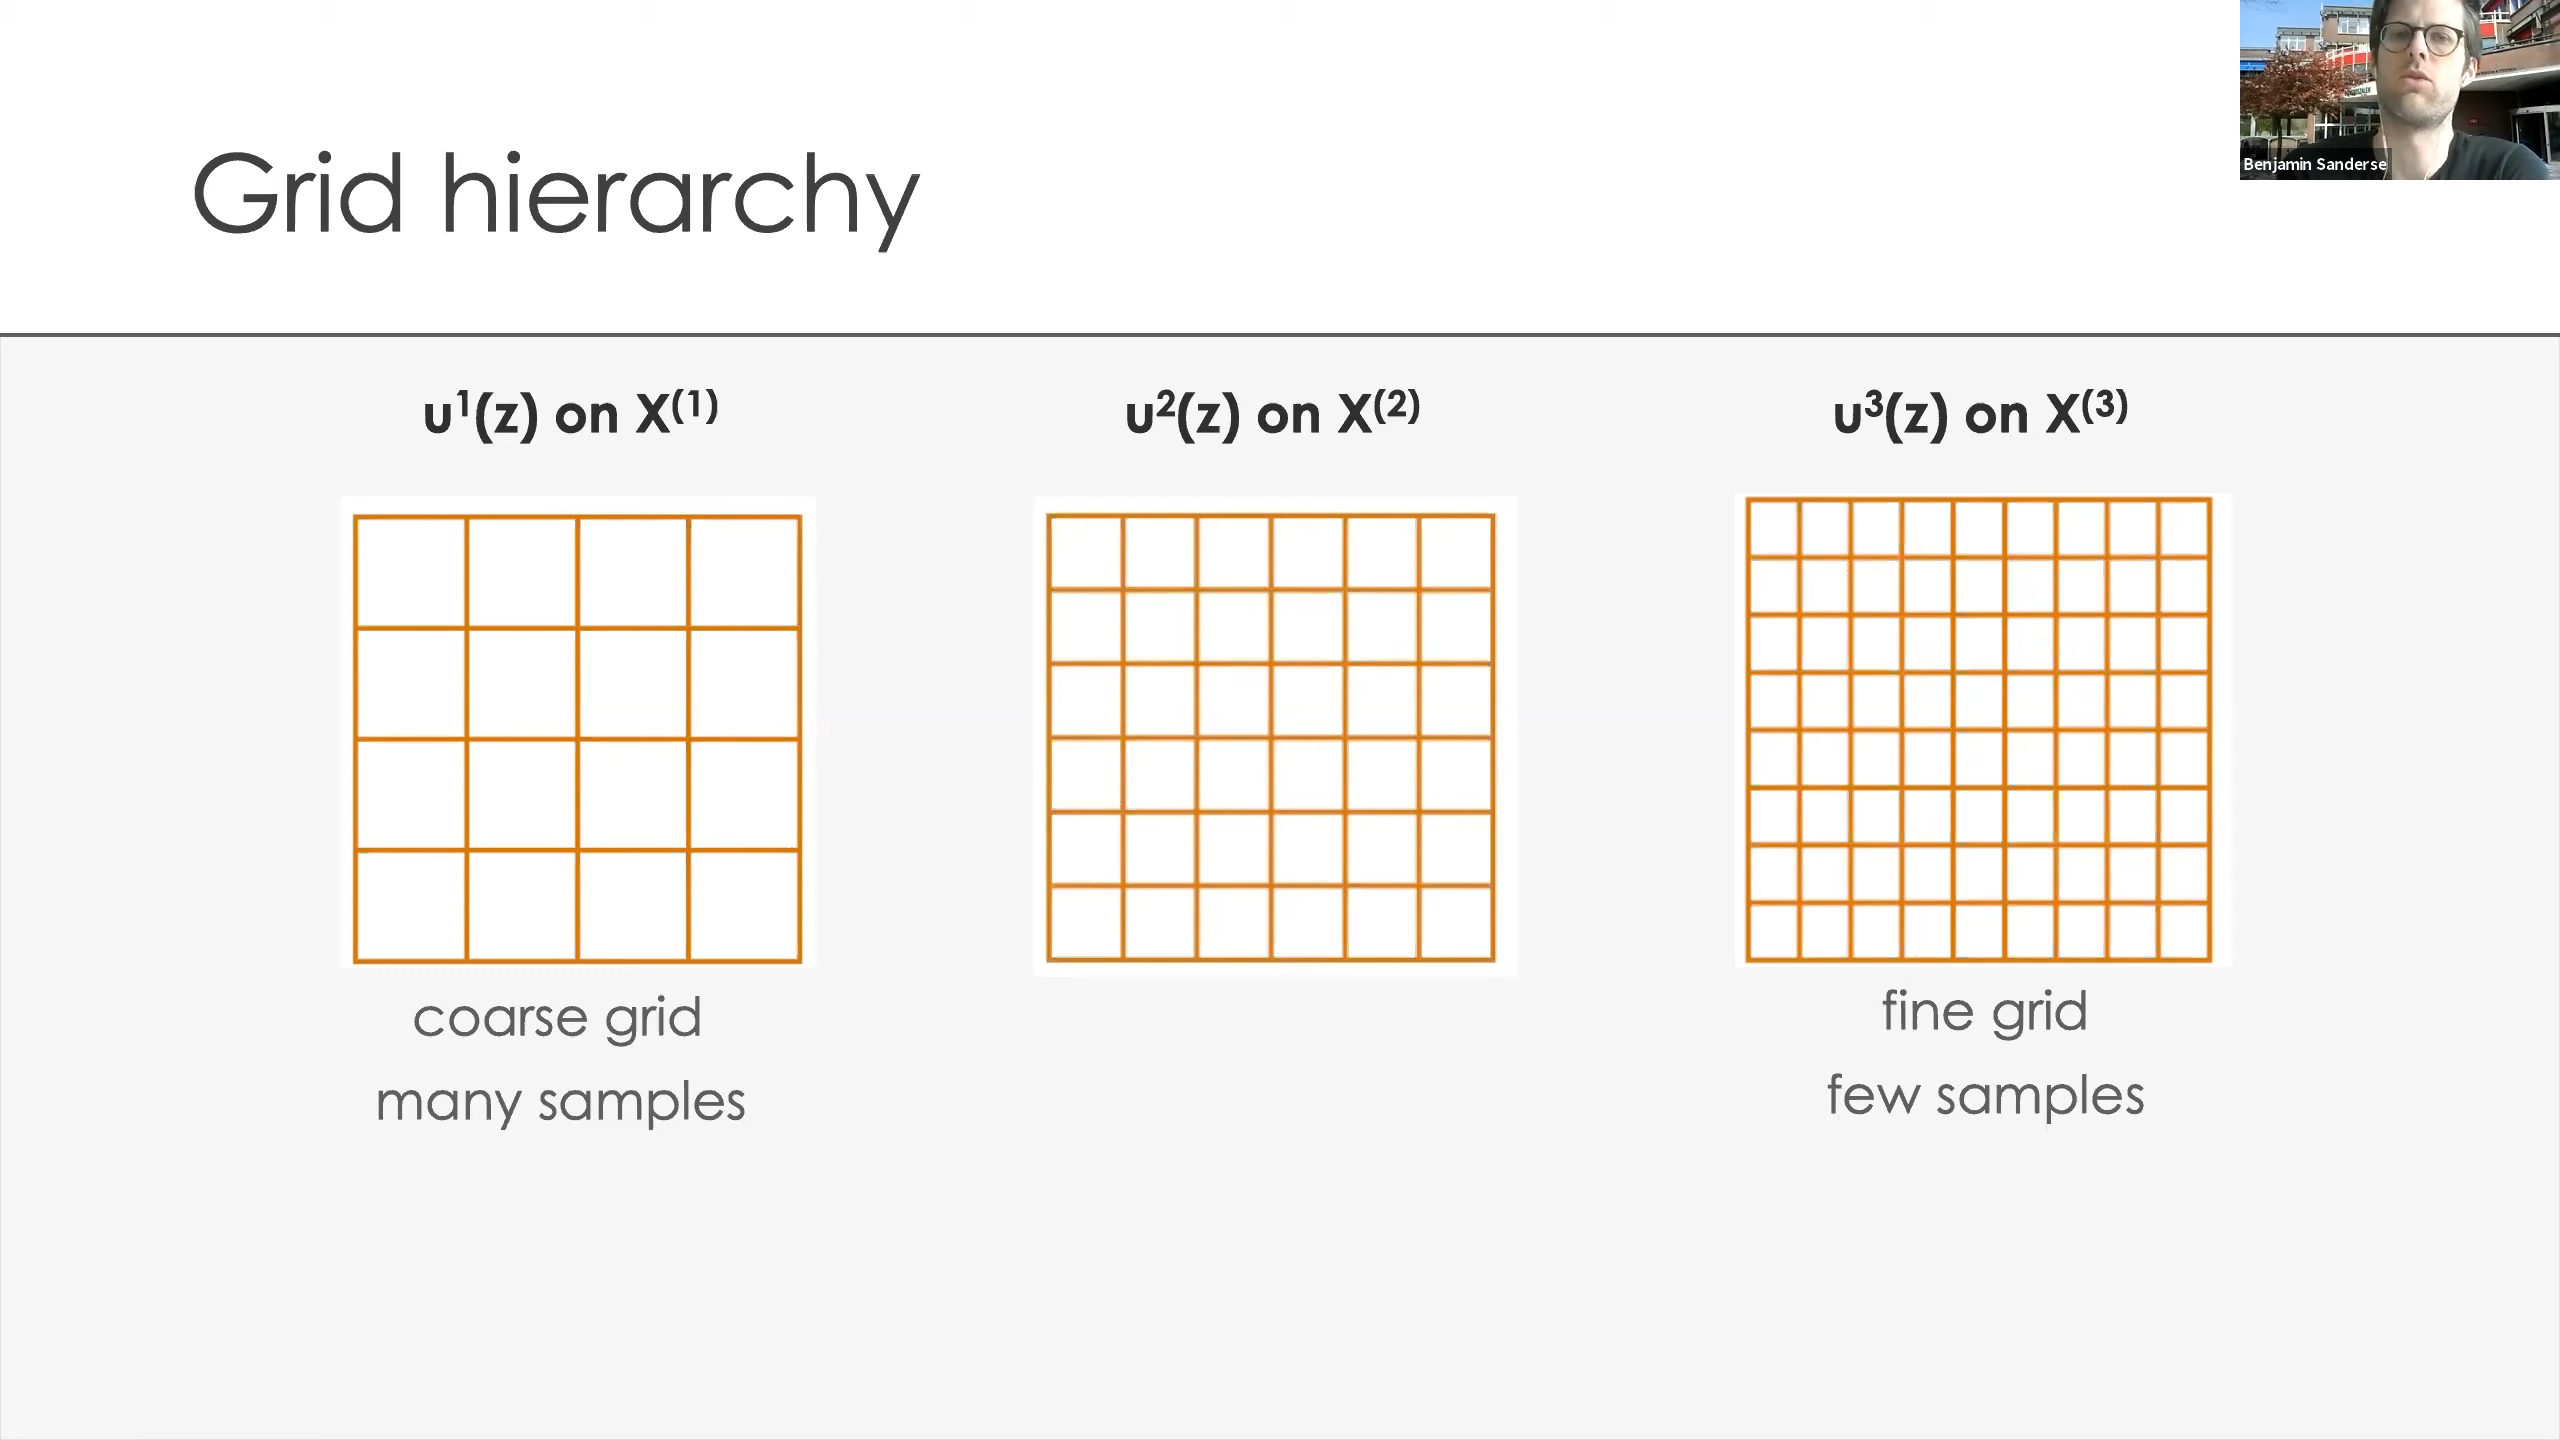 Grid hierarchy
Benjamin Sanderse
u¹(z) on X⁽¹⁾
u²(z) on X⁽²⁾
u³(z) on X⁽³⁾
coarse grid
many samples
fine grid
few samples